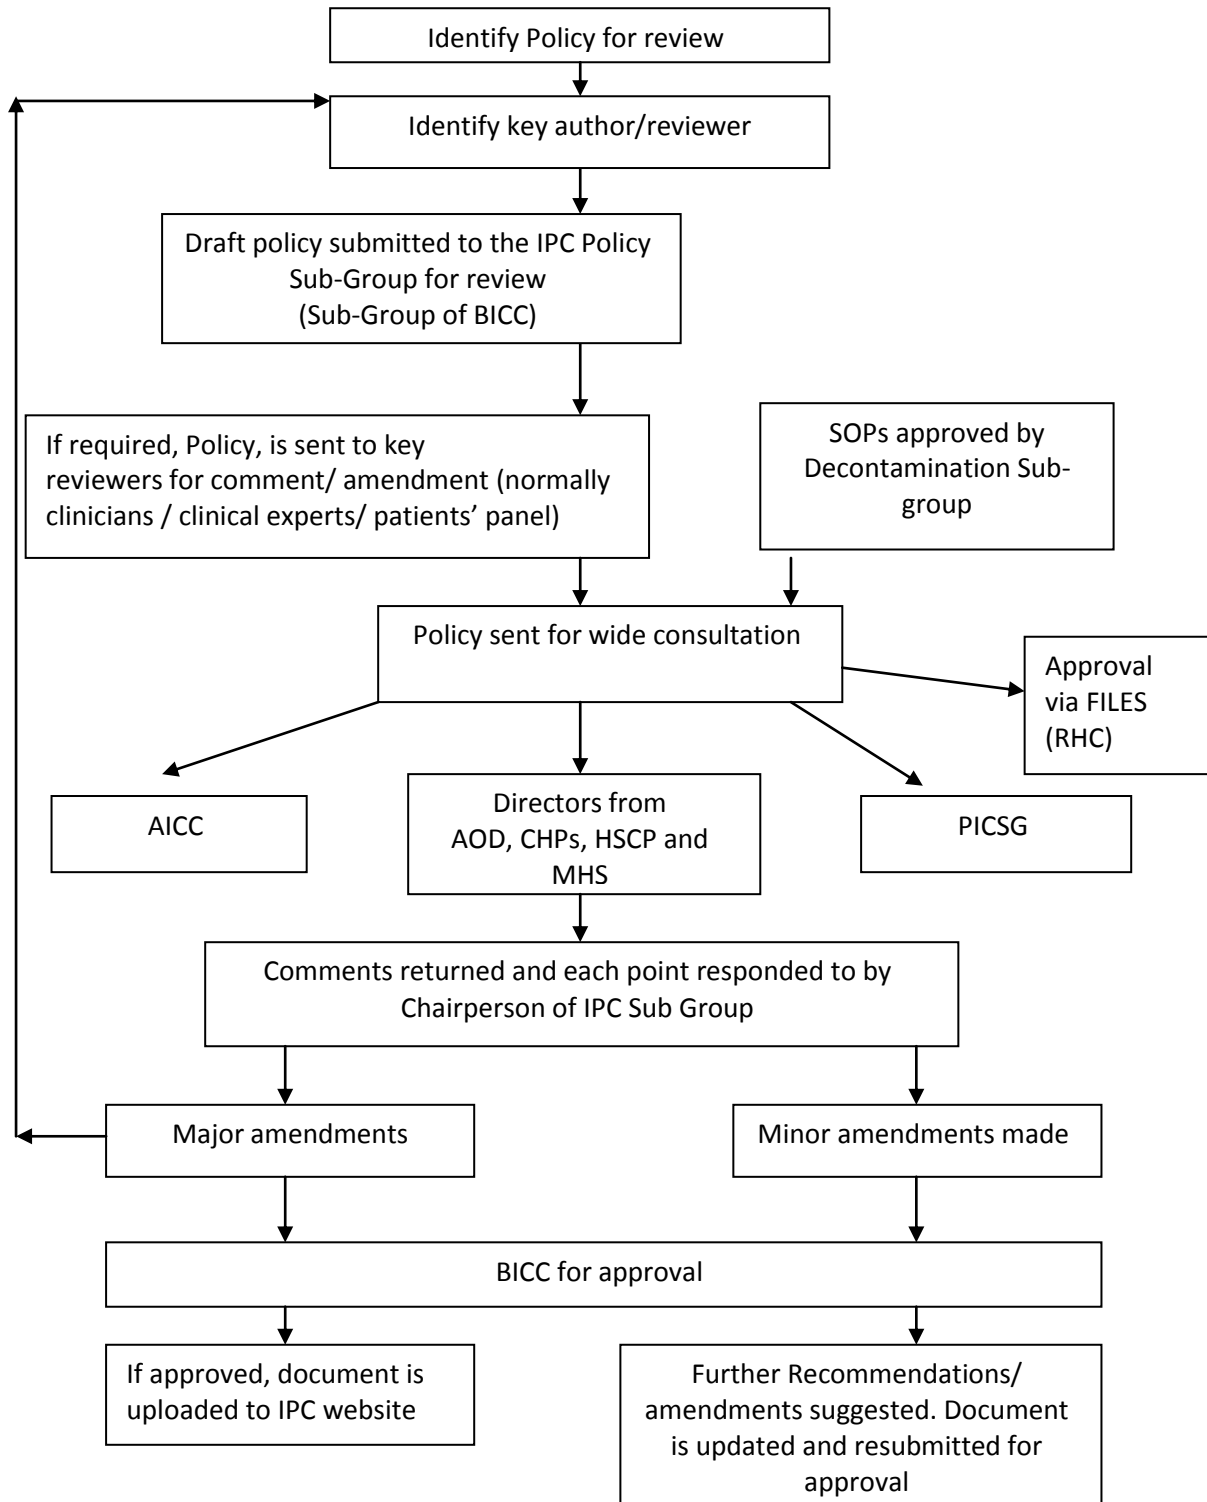 Identify Policy for review
Identify key author/reviewer
Draft policy submitted to the IPC Policy
Sub-Group for review
(Sub-Group of BICC)
If required, Policy, is sent to key
reviewers for comment/ amendment (normally
clinicians / clinical experts/ patients’ panel)
SOPs approved by
Decontamination Sub-
group
Policy sent for wide consultation
Approval
via FILES
(RHC)
AICC
Directors from
AOD, CHPs, HSCP and
MHS
PICSG
Comments returned and each point responded to by
Chairperson of IPC Sub Group
Major amendments
Minor amendments made
BICC for approval
If approved, document is
uploaded to IPC website
Further Recommendations/
amendments suggested. Document
is updated and resubmitted for
approval